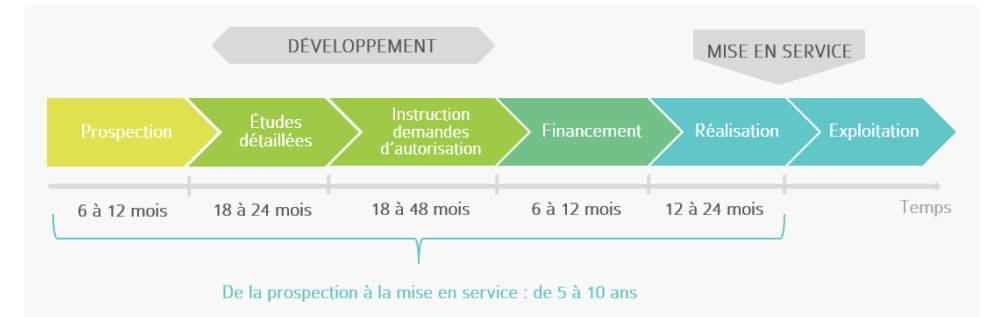 DÉVELOPPEMENT
MISE EN SERVICE
Prospection
Études
détaillées
Instruction
demandes
d'autorisation
Financement
Réalisation
Exploitation
6 à 12 mois
18 à 24 mois
18 à 48 mois
6 à 12 mois
12 à 24 mois
Temps
De la prospection à la mise en service : de 5 à 10 ans